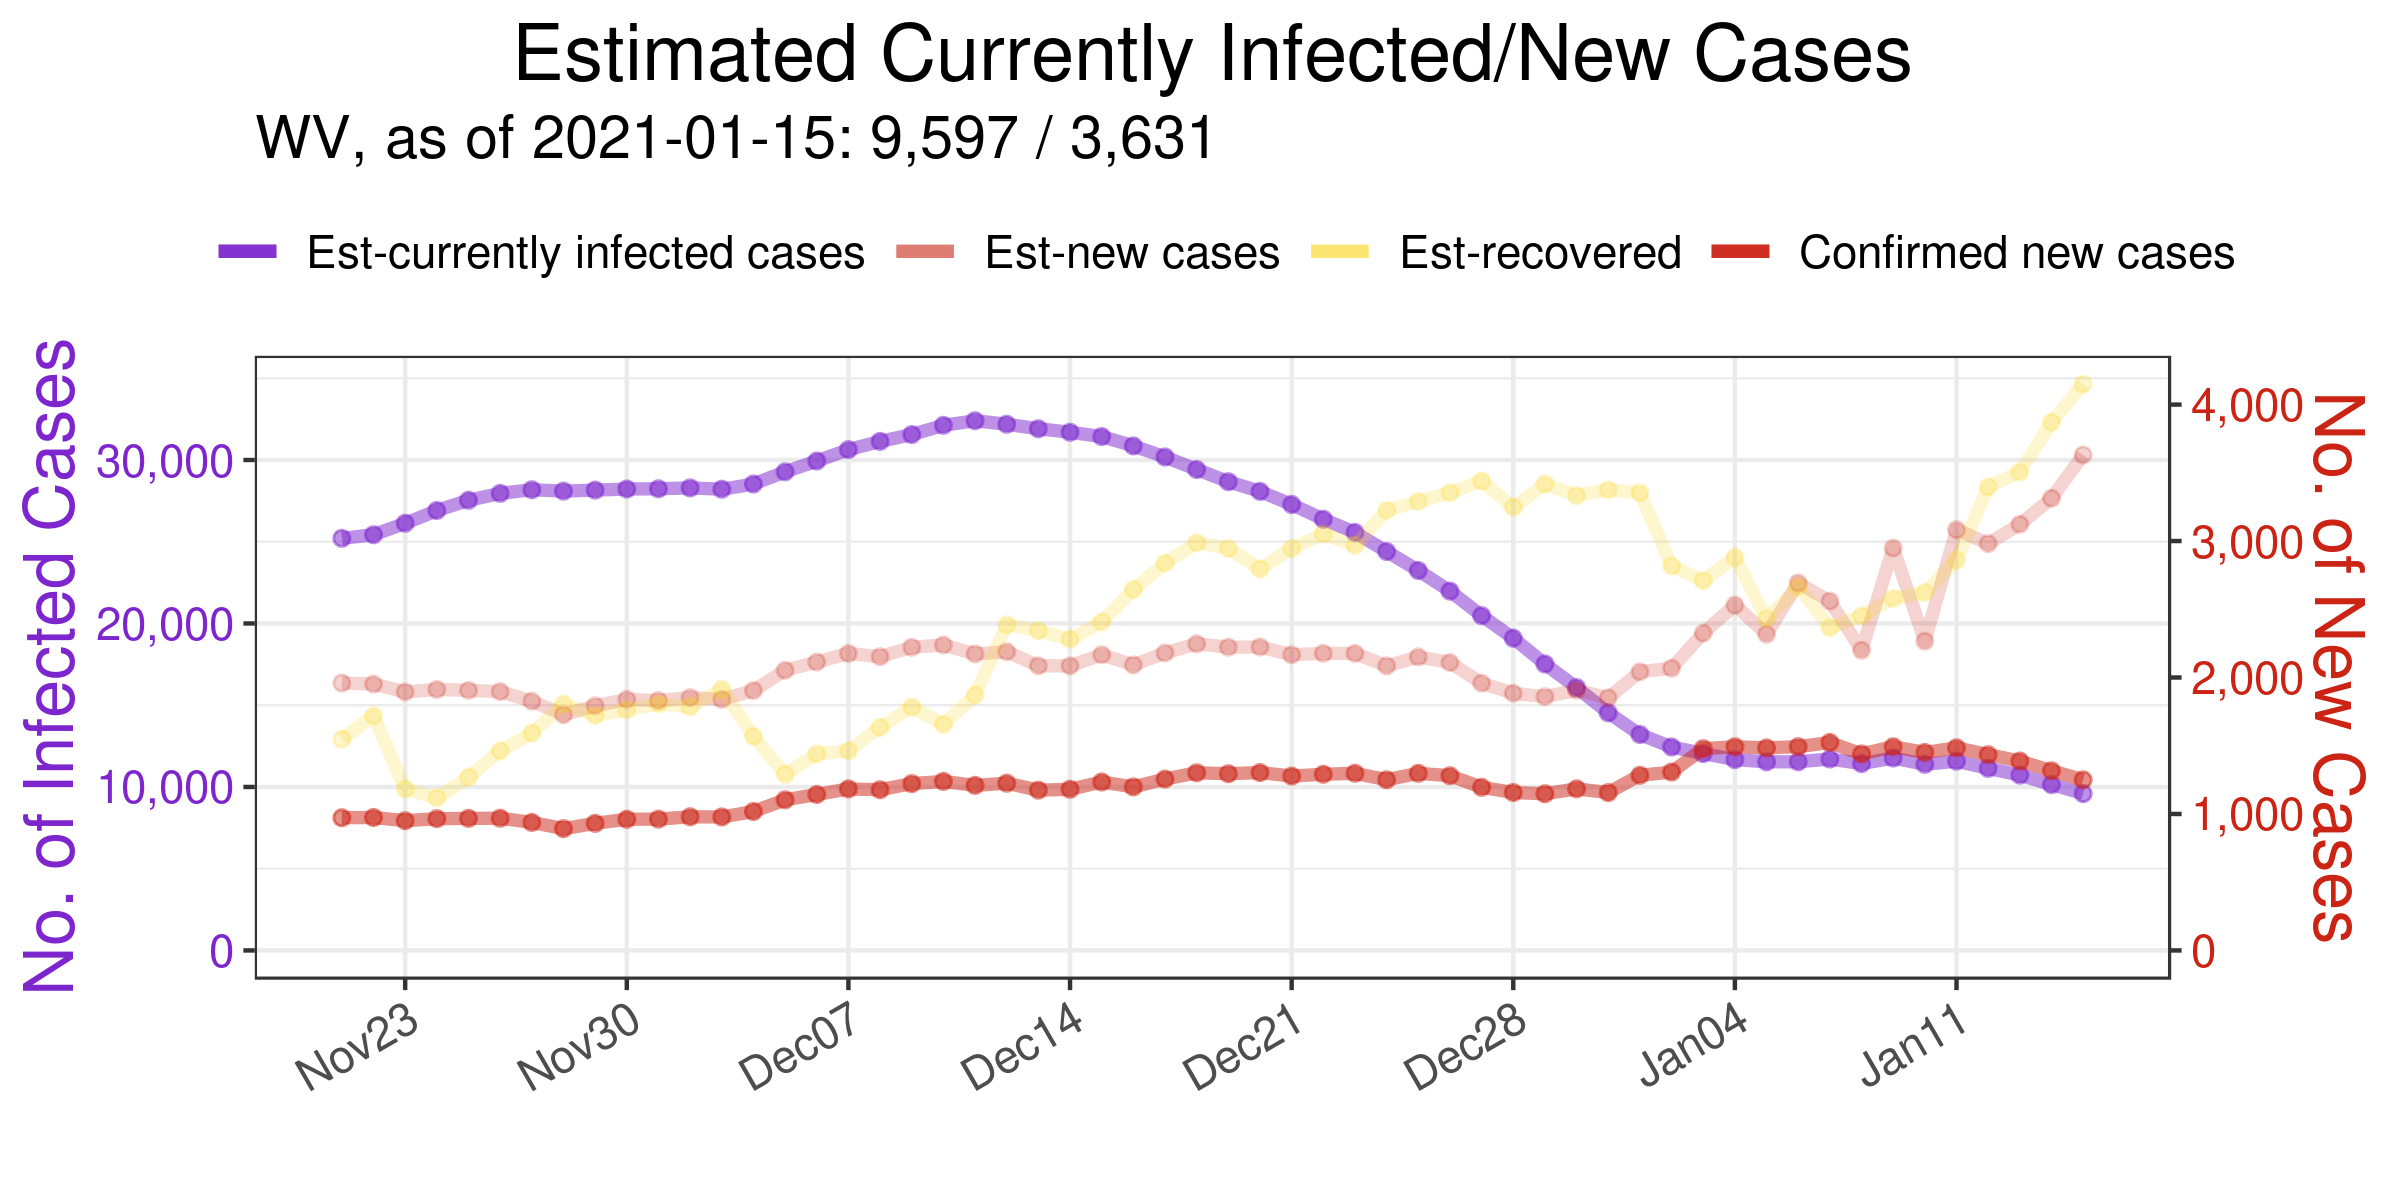 Estimated Currently Infected/New Cases
WV, as of 2021-01-15: 9,597 / 3,631
Est-currently infected cases
Est-new cases
Est-recovered
Confirmed new cases
No. of Infected Cases
30,000
20,000
10,000
0
4,000
3,000
2,000
1,000
0
No. of New Cases
Nov23
Nov30
Dec07
Dec14
Dec21
Dec28
Jan04
Jan11